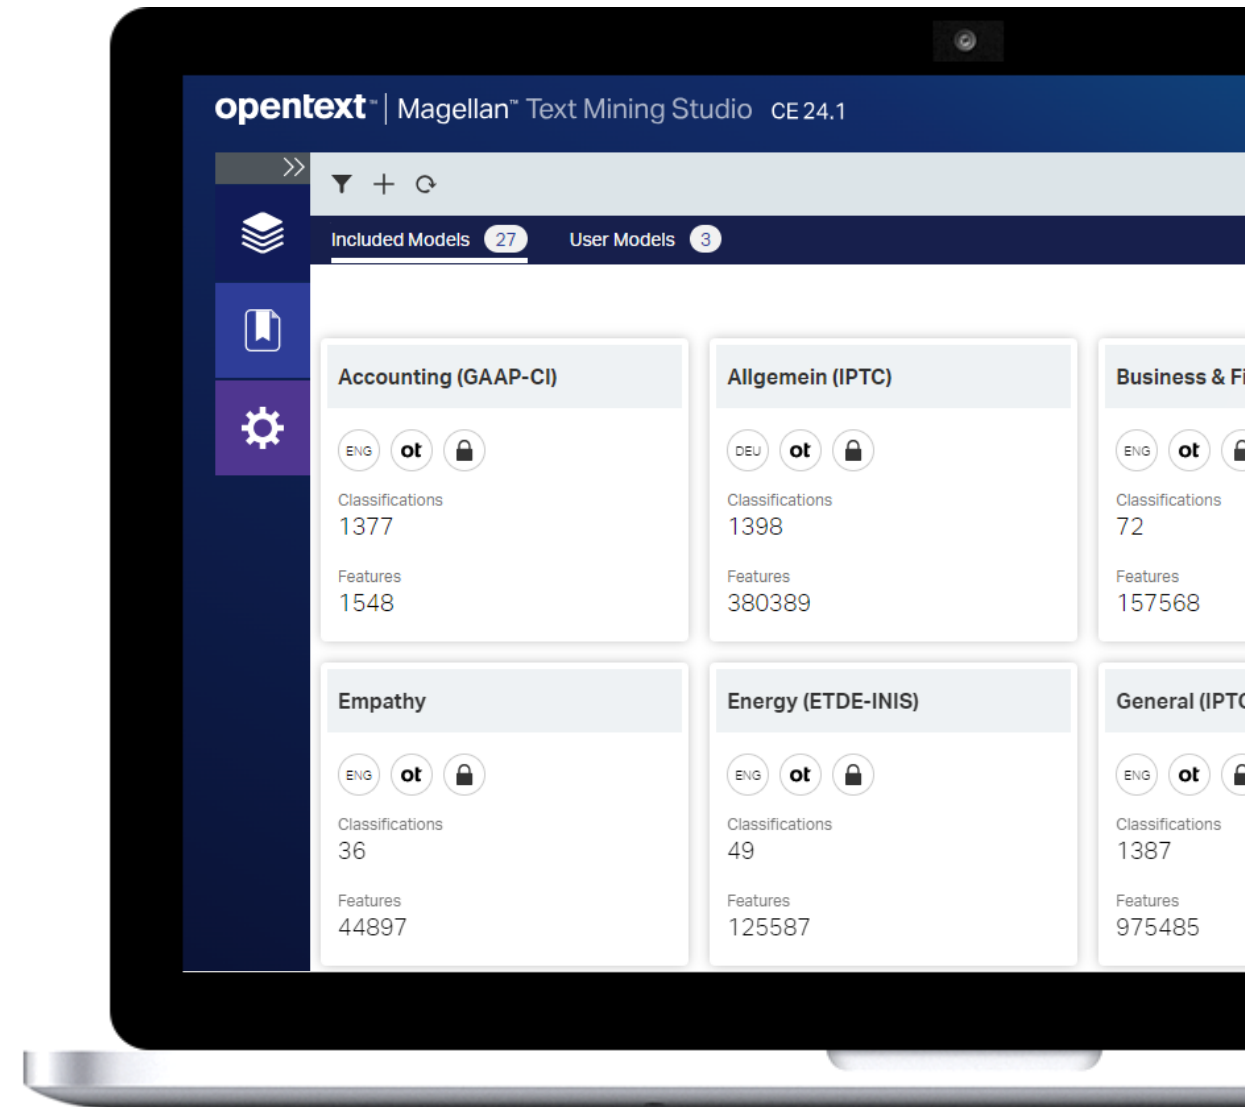 opentext™ | Magellan™ Text Mining Studio CE 24.1
Included Models 27 User Models 3
Accounting (GAAP-CI)
ENG ot
Classifications
1377
Features
1548
Allgemein (IPTC)
DEU ot
Classifications
1398
Features
380389
Business & Fi
ENG ot
Classifications
72
Features
157568
Empathy
ENG ot
Classifications
36
Features
44897
Energy (ETDE-INIS)
ENG ot
Classifications
49
Features
125587
General (IPTC
ENG ot
Classifications
1387
Features
975485